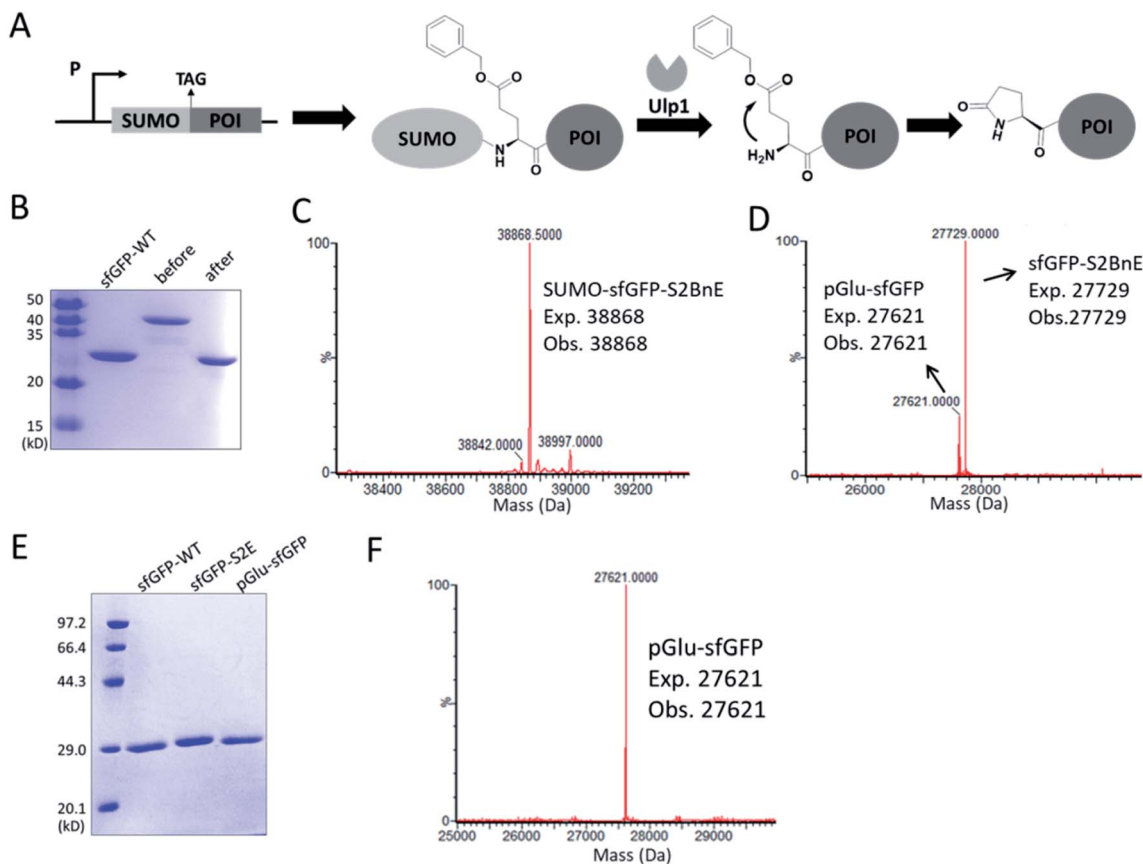 A
P
TAG
SUMO POI
SUMO
O
O
N
H
O
POI
Ulp1
O
O
H₂N
O
POI
O
N
H
O
POI
B
sfGFP-WT
before
after
50
40
35
20
15
(kD)
C
38868.5000
100
%
0
38842.0000
38997.0000
SUMO-sfGFP-S2BnE
Exp. 38868
Obs. 38868
38400 38600 38800 39000 39200
Mass (Da)
D
27729.0000
100
%
0
27621.0000
pGlu-sfGFP
Exp. 27621
Obs. 27621
sfGFP-S2BnE
Exp. 27729
Obs.27729
26000 28000
Mass (Da)
E
sfGFP-WT
sfGFP-S2E
pGlu-sfGFP
97.2
66.4
44.3
29.0
20.1
(kD)
F
27621.0000
100
%
0
pGlu-sfGFP
Exp. 27621
Obs. 27621
25000 26000 27000 28000 29000
Mass (Da)